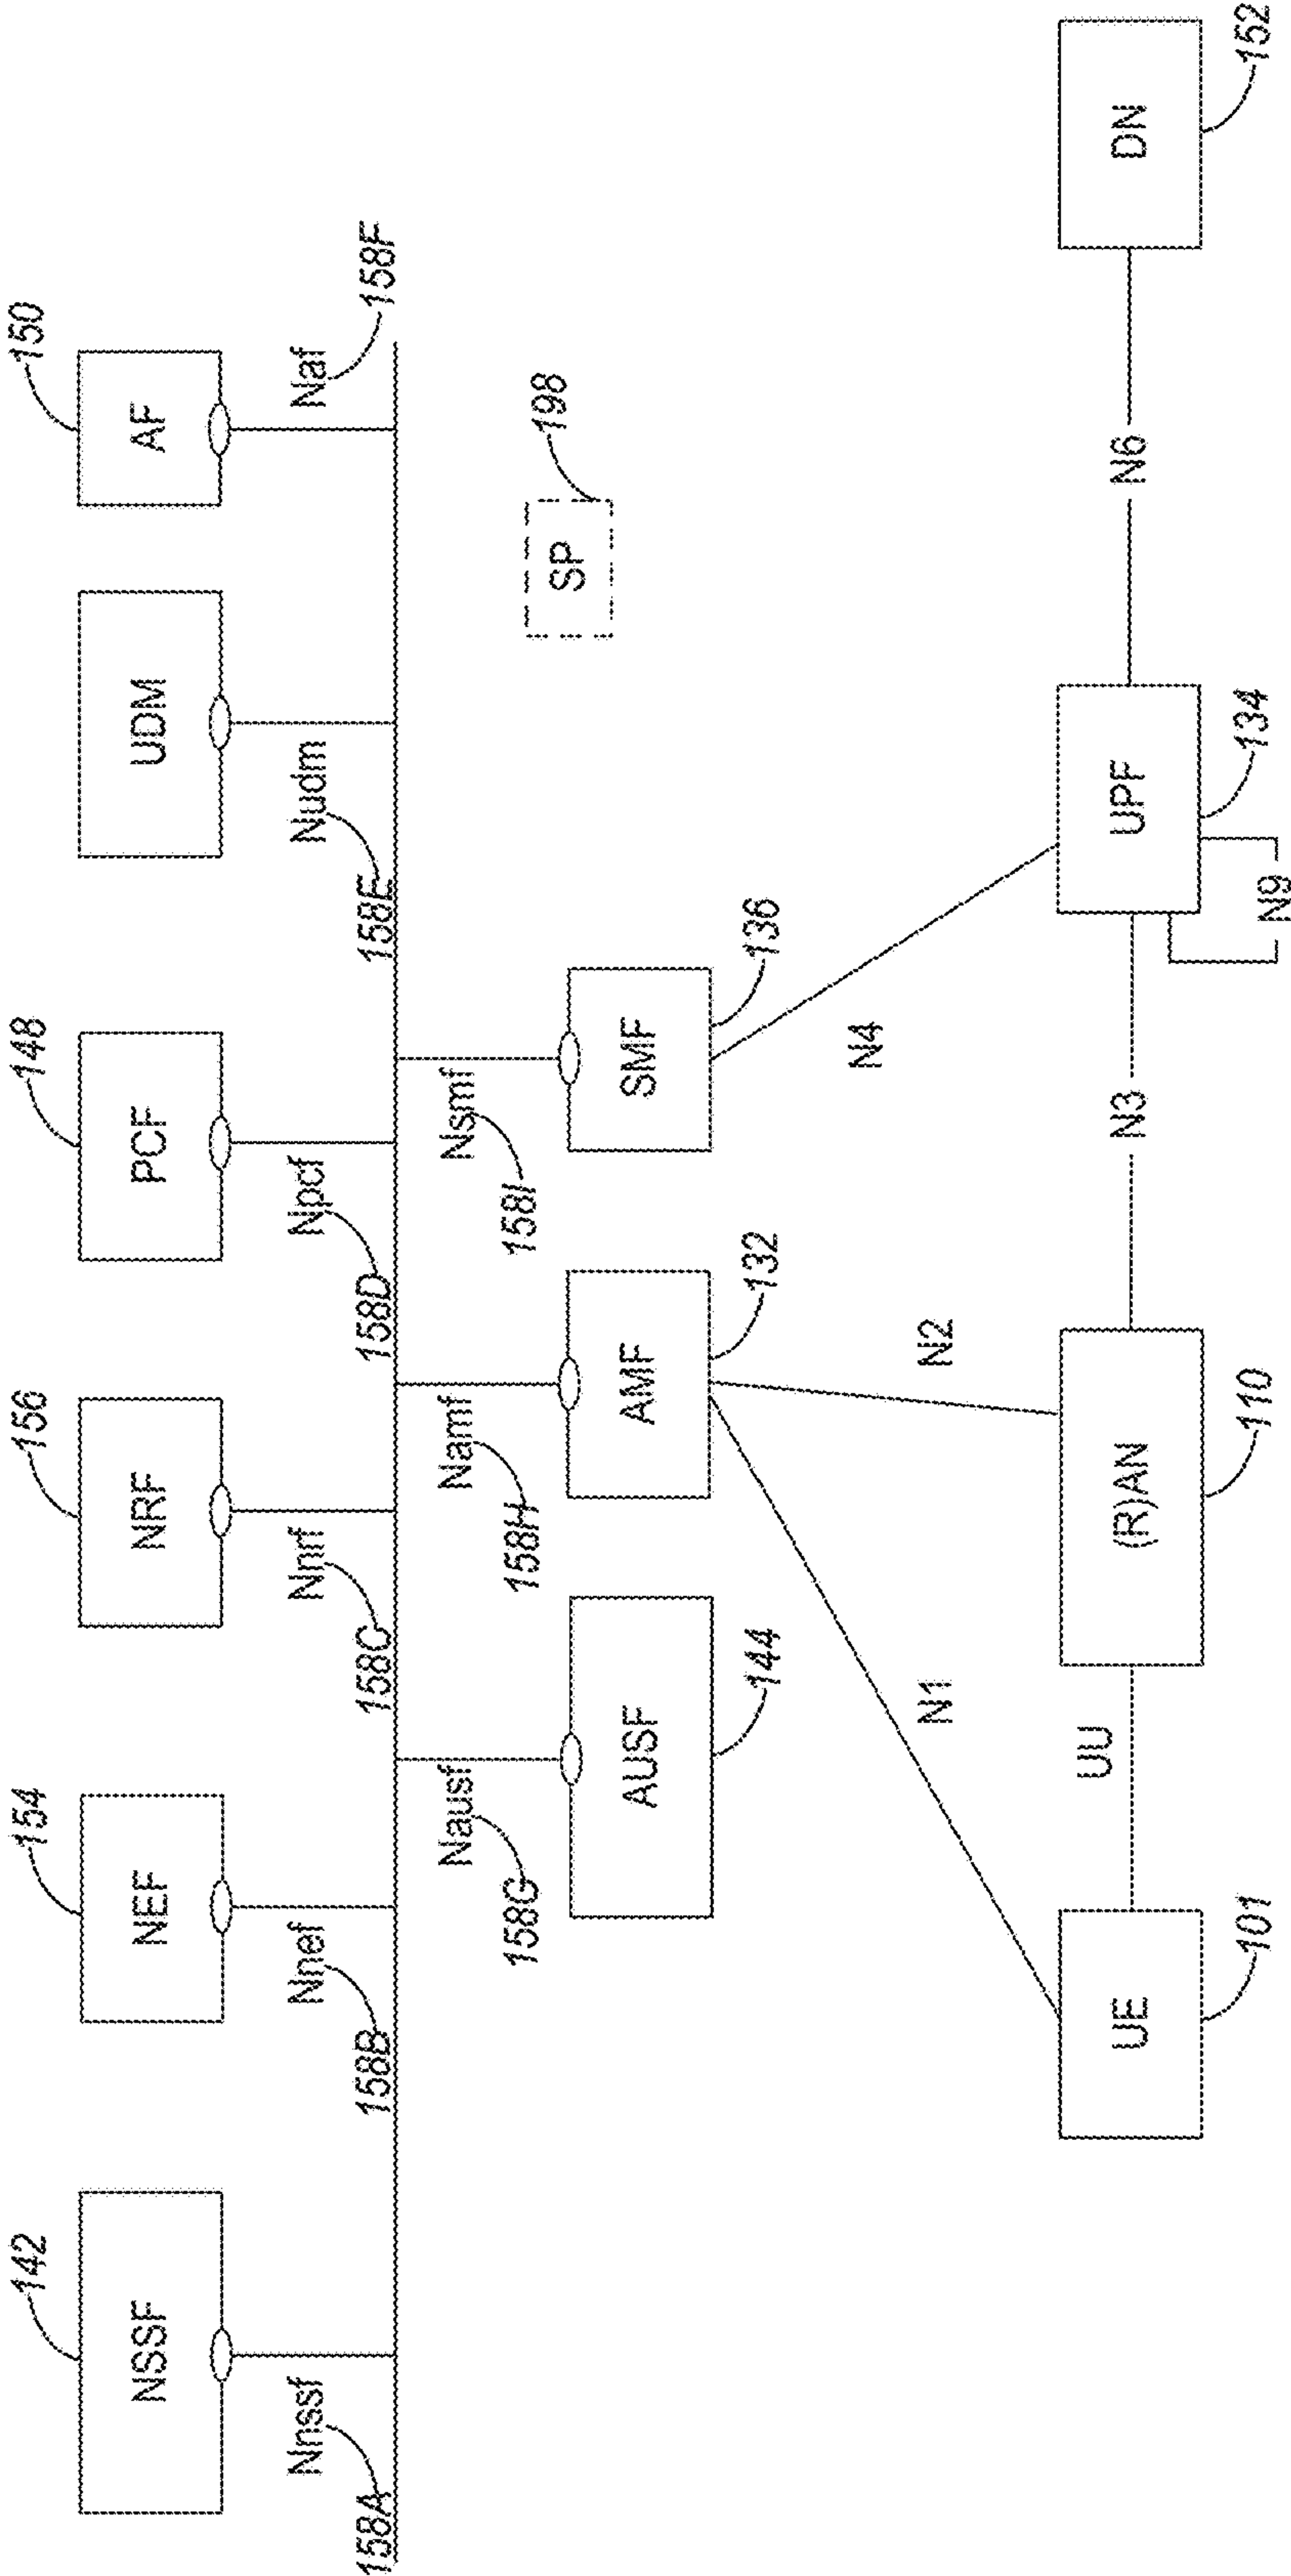 142
154
156
148
150
NSSF
NEF
NRF
PCF
UDM
AF
Nnssf
Nnef
Nnrf
Npcf
Nudm
Naf
158A
158B
158C
158D
158E
158F
Nausf
Namf
Nsmf
158G
158H
158I
SP
198
AUSF
AMF
SMF
144
132
136
N1
N2
N4
UU
N3
N6
UE
(R)AN
UPF
DN
101
110
134
152
N9